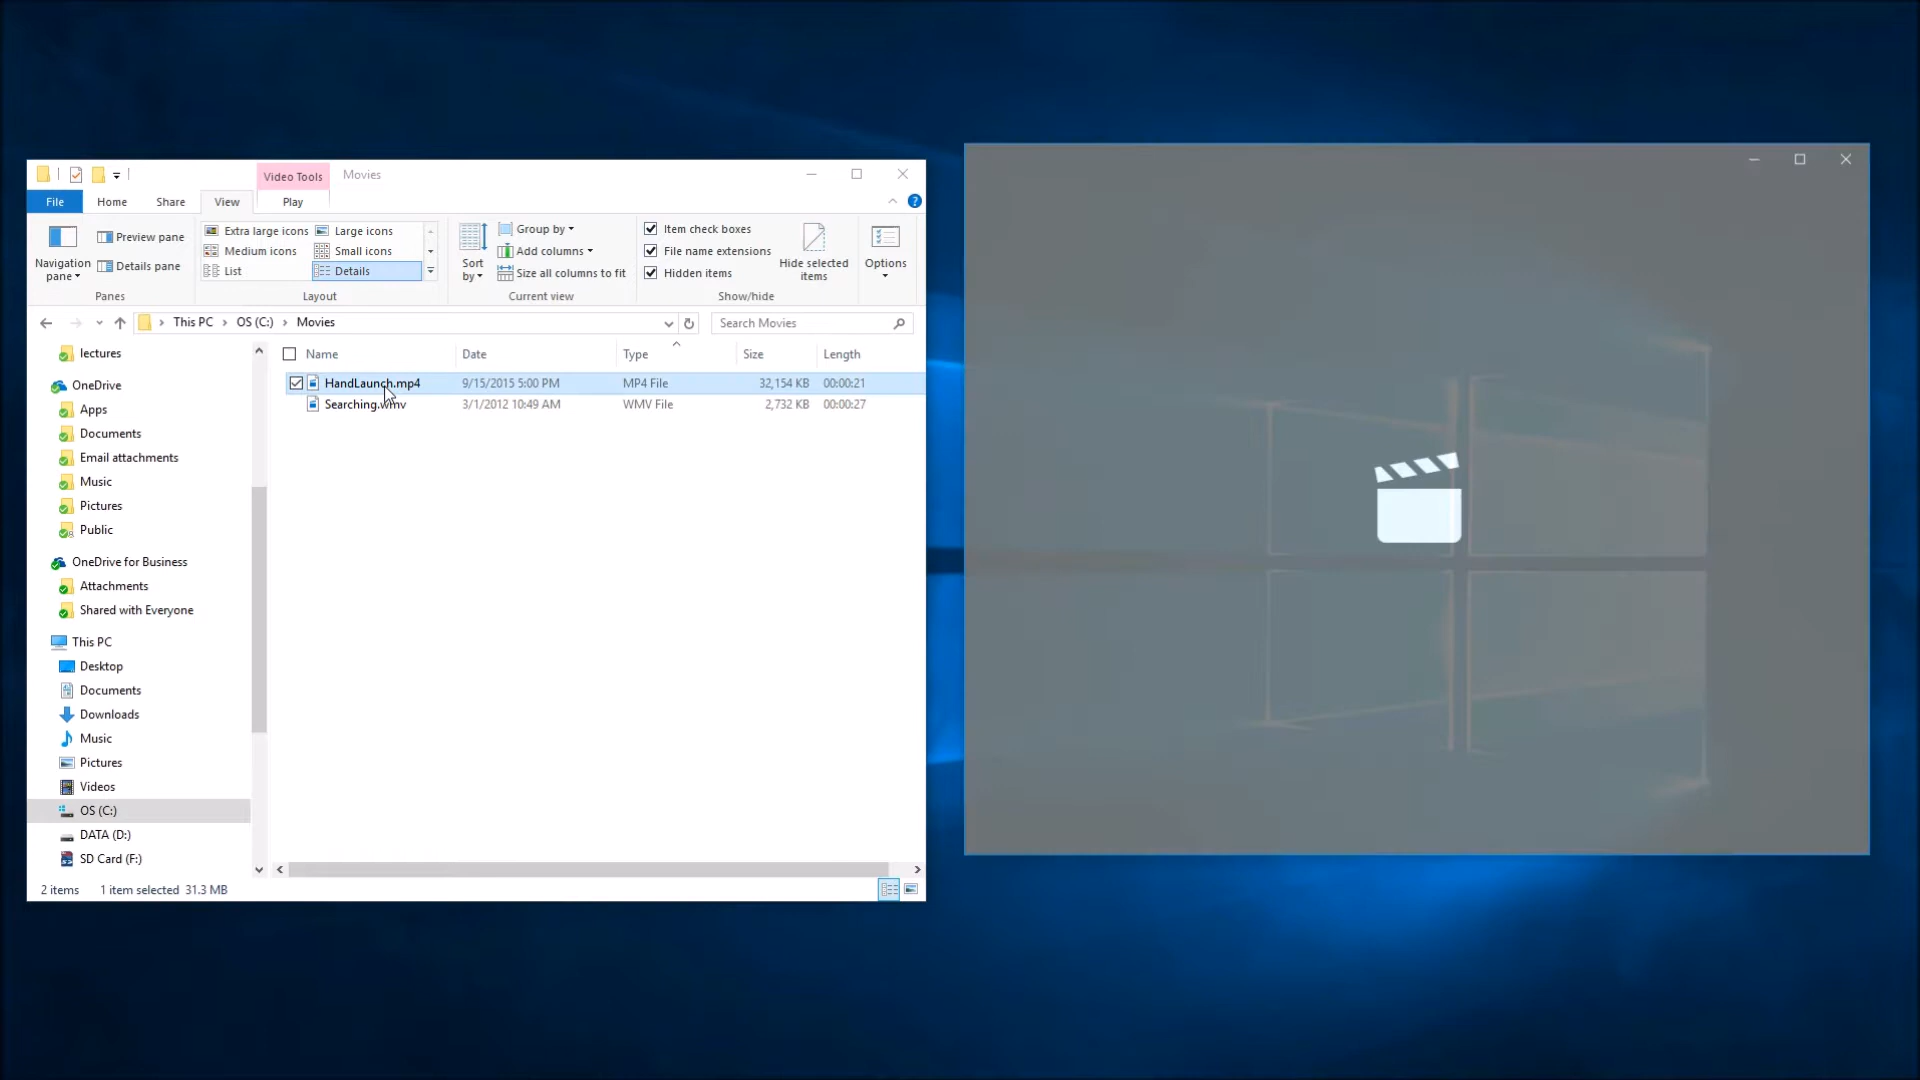 Video Tools Movies
File Home Share View Play
Navigation pane
Preview pane
Details pane
Panes
Extra large icons Large icons
Medium icons Small icons
List Details
Layout
Sort by
Group by
Add columns
Size all columns to fit
Current view
Item check boxes
File name extensions
Hidden items
Hide selected items
Show/hide
Options
This PC OS (C:) Movies
Search Movies
lectures
OneDrive
Apps
Documents
Email attachments
Music
Pictures
Public
OneDrive for Business
Attachments
Shared with Everyone
This PC
Desktop
Documents
Downloads
Music
Pictures
Videos
OS (C:)
DATA (D:)
SD Card (F:)
Name Date Type Size Length
HandLaunch.mp4 9/15/2015 5:00 PM MP4 File 32,154 KB 00:00:21
Searching.wmv 3/1/2012 10:49 AM WMV File 2,732 KB 00:00:27
2 items 1 item selected 31.3 MB